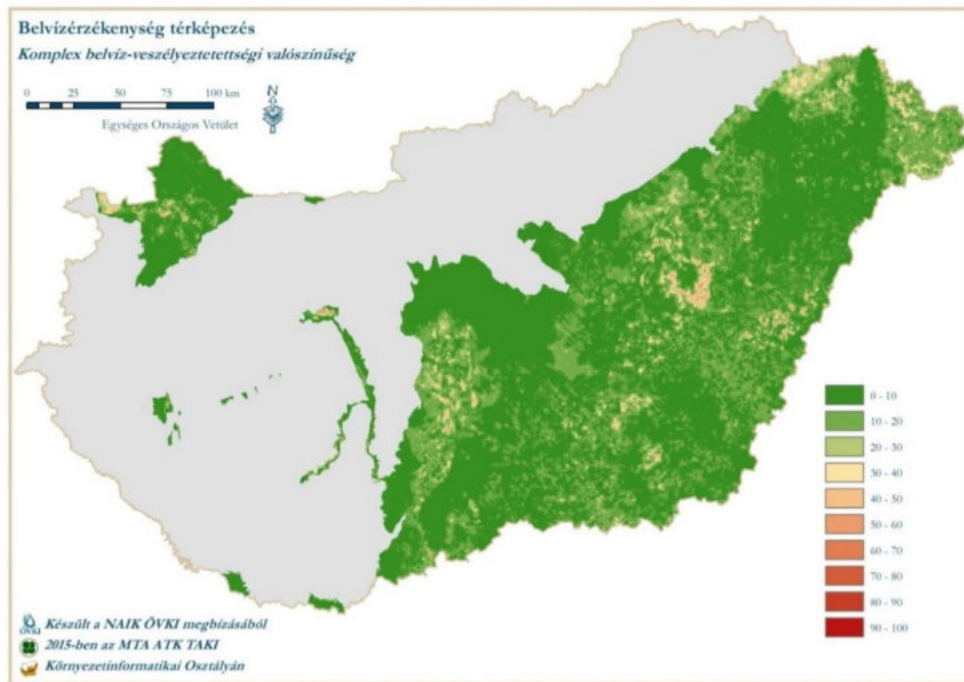 Belvízérzékenység térképezés
Komplex belvíz-veszélyeztetettségi valószínűség
0 25 50 75 100 km
N
Egységes Országos Vetület
0 - 10
10 - 20
20 - 30
30 - 40
40 - 50
50 - 60
60 - 70
70 - 80
80 - 90
90 - 100
ÖVKI
Készült a NAIK ÖVKI megbízásából
2015-ben az MTA ATK TAKI
Környezetinformatikai Osztályán